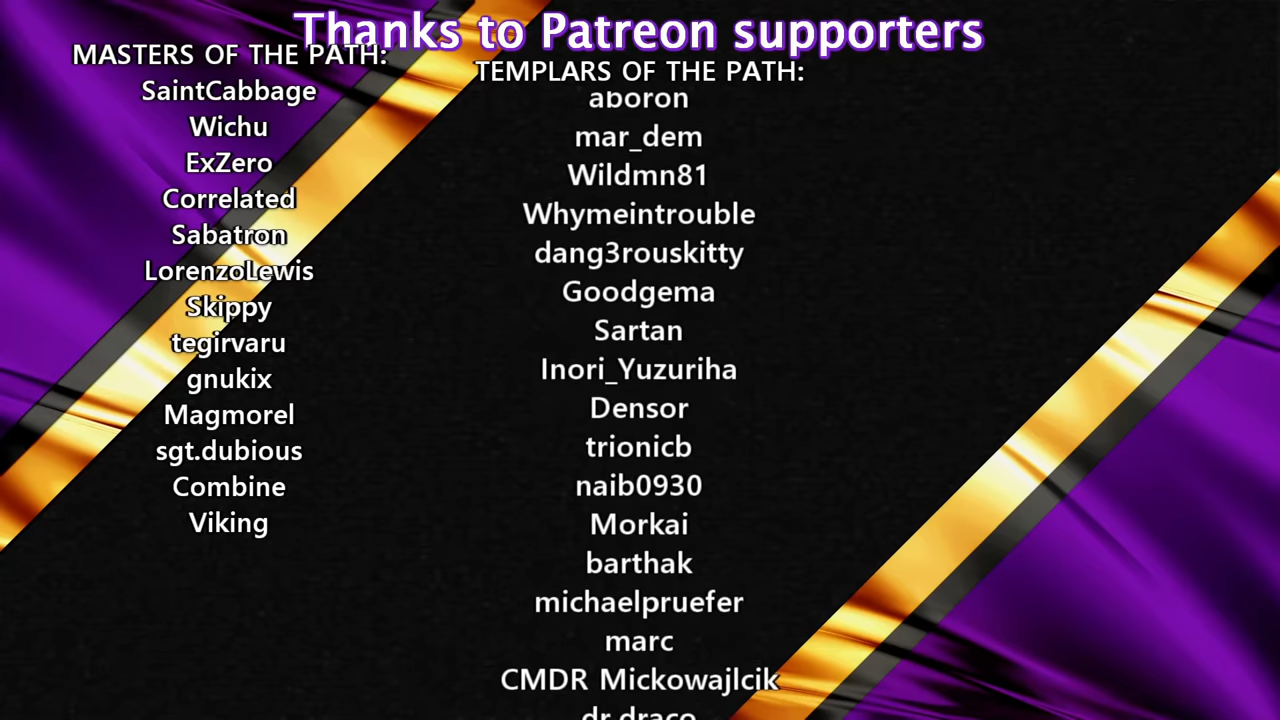 Thanks to Patreon supporters
MASTERS OF THE PATH:
SaintCabbage
Wichu
ExZero
Correlated
Sabatron
LorenzoLewis
Skippy
tegirvaru
gnukix
Magmorel
sgt.dubious
Combine
Viking
TEMPLARS OF THE PATH:
aboron
mar_dem
Wildmn81
Whymeintrouble
dang3rouskitty
Goodgema
Sartan
Inori_Yuzuriha
Densor
trionicb
naib0930
Morkai
barthak
michaelpruefer
marc
CMDR Mickowajlcik